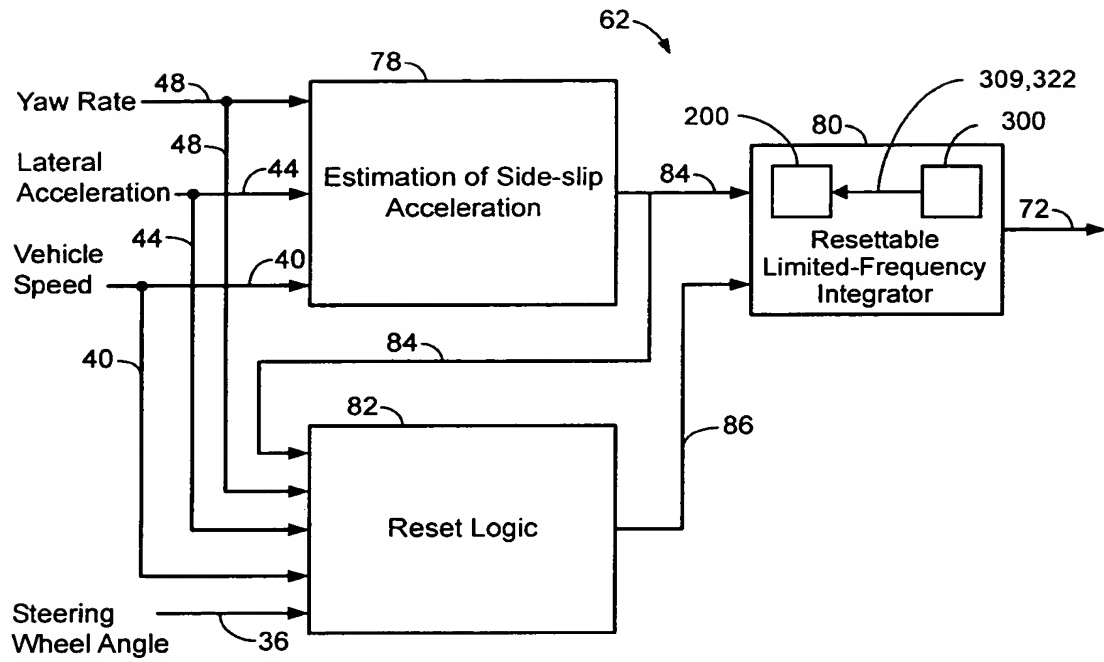 62
78
Yaw Rate
48
48
Lateral
Acceleration
44
44
Vehicle
Speed
40
40
Estimation of Side-slip
Acceleration
84
84
309,322
200
80
300
Resettable
Limited-Frequency
Integrator
72
82
Reset Logic
86
Steering
Wheel Angle
36